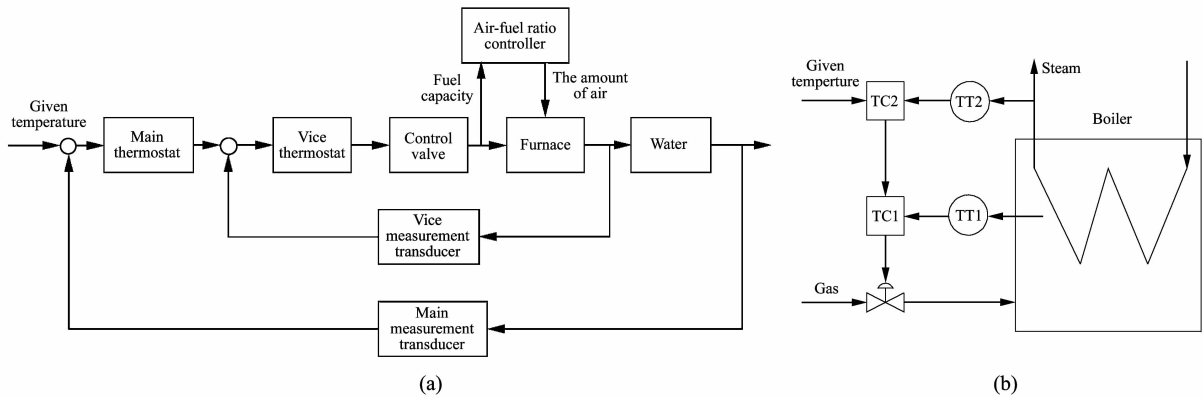 Air-fuel ratio
controller
Fuel
capacity
The amount
of air
Given
temperature
Main
thermostat
Vice
thermostat
Control
valve
Furnace
Water
Vice
measurement
transducer
Main
measurement
transducer
(a)
Given
temperture
Steam
TC2
TT2
Boiler
TC1
TT1
Gas
(b)